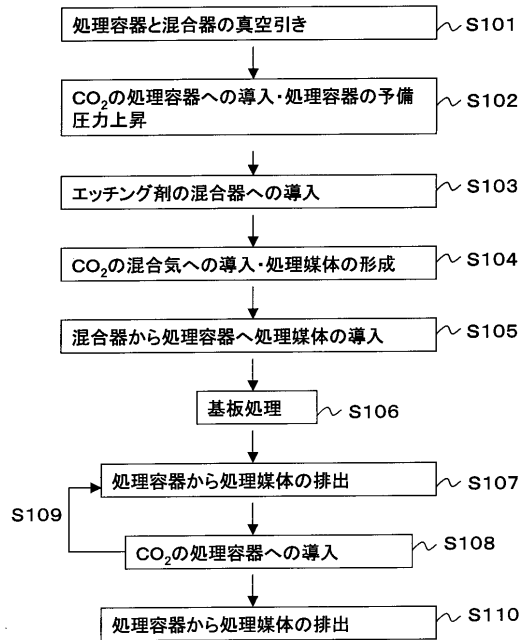 処理容器と混合器の真空引き
S101
CO₂の処理容器への導入・処理容器の予備
圧力上昇
S102
エッチング剤の混合器への導入
S103
CO₂の混合気への導入・処理媒体の形成
S104
混合器から処理容器へ処理媒体の導入
S105
基板処理
S106
処理容器から処理媒体の排出
S107
S109
CO₂の処理容器への導入
S108
処理容器から処理媒体の排出
S110